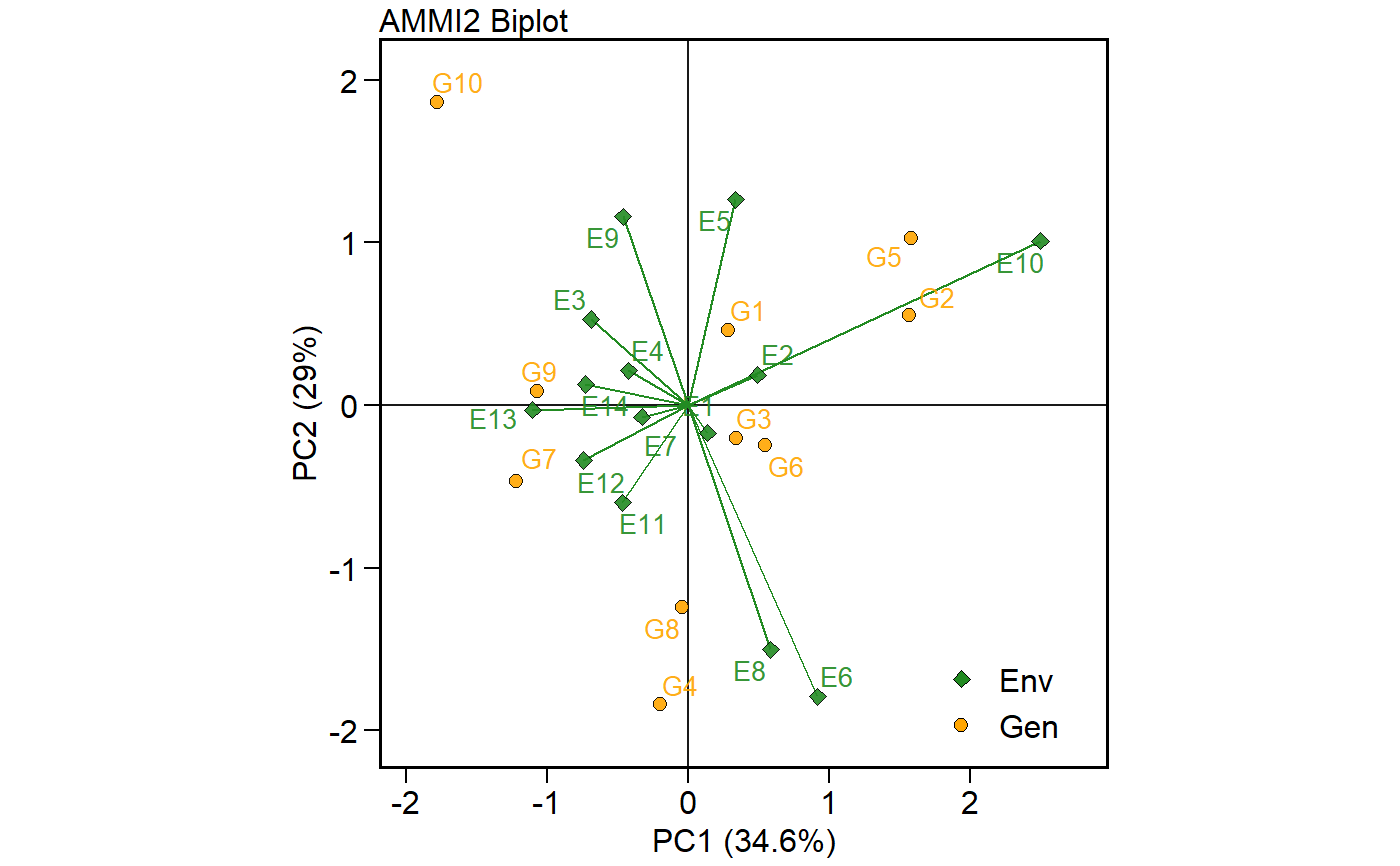 AMMI2 Biplot
2
G10
E9
E5
1
G5
E10
E3
G1
G2
E4
E2
G9
0
E14
E1
E13
G3
E7
G7
G6
E12
E11
-1
G8
E8
E6
G4
Env
-2
Gen
-2
-1
0
1
2
PC1 (34.6%)
PC2 (29%)